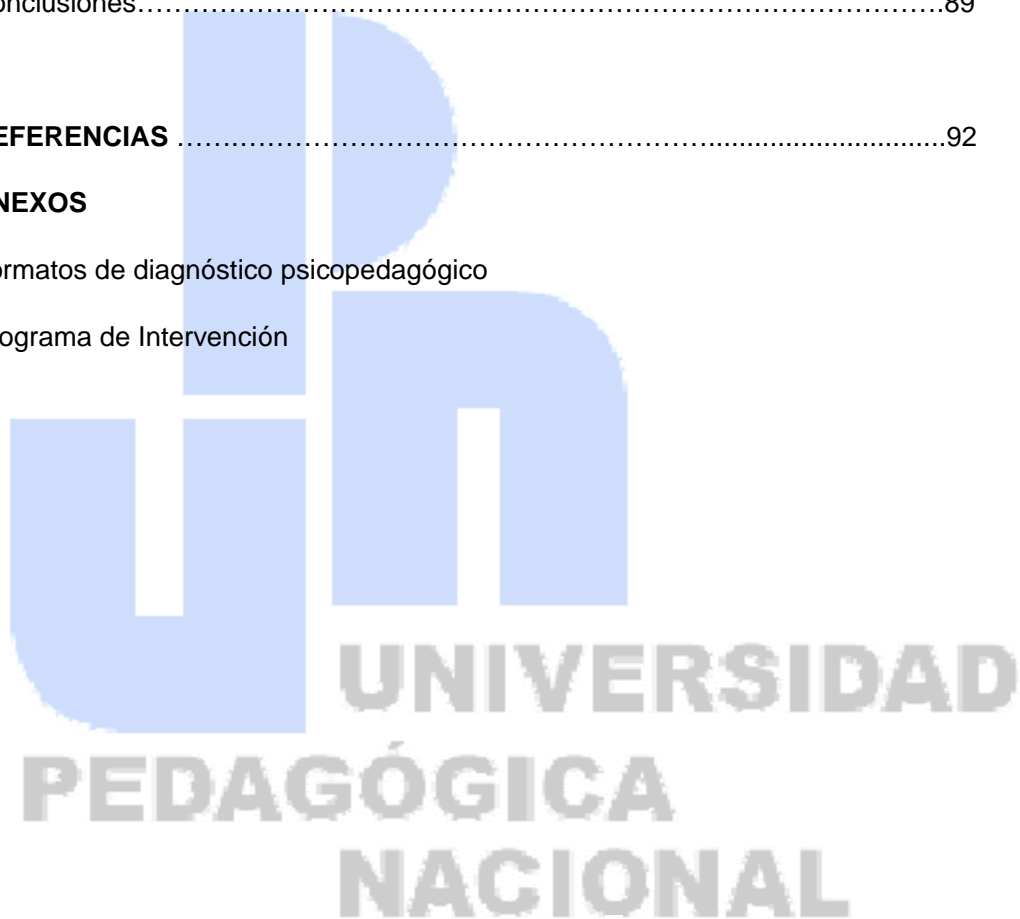 onclusiones…………………………………………………………………………89
EFERENCIAS …………………………………………………..............................92
NEXOS
ormatos de diagnóstico psicopedagógico
ograma de Intervención
UNIVERSIDAD
PEDAGÓGICA
NACIONAL